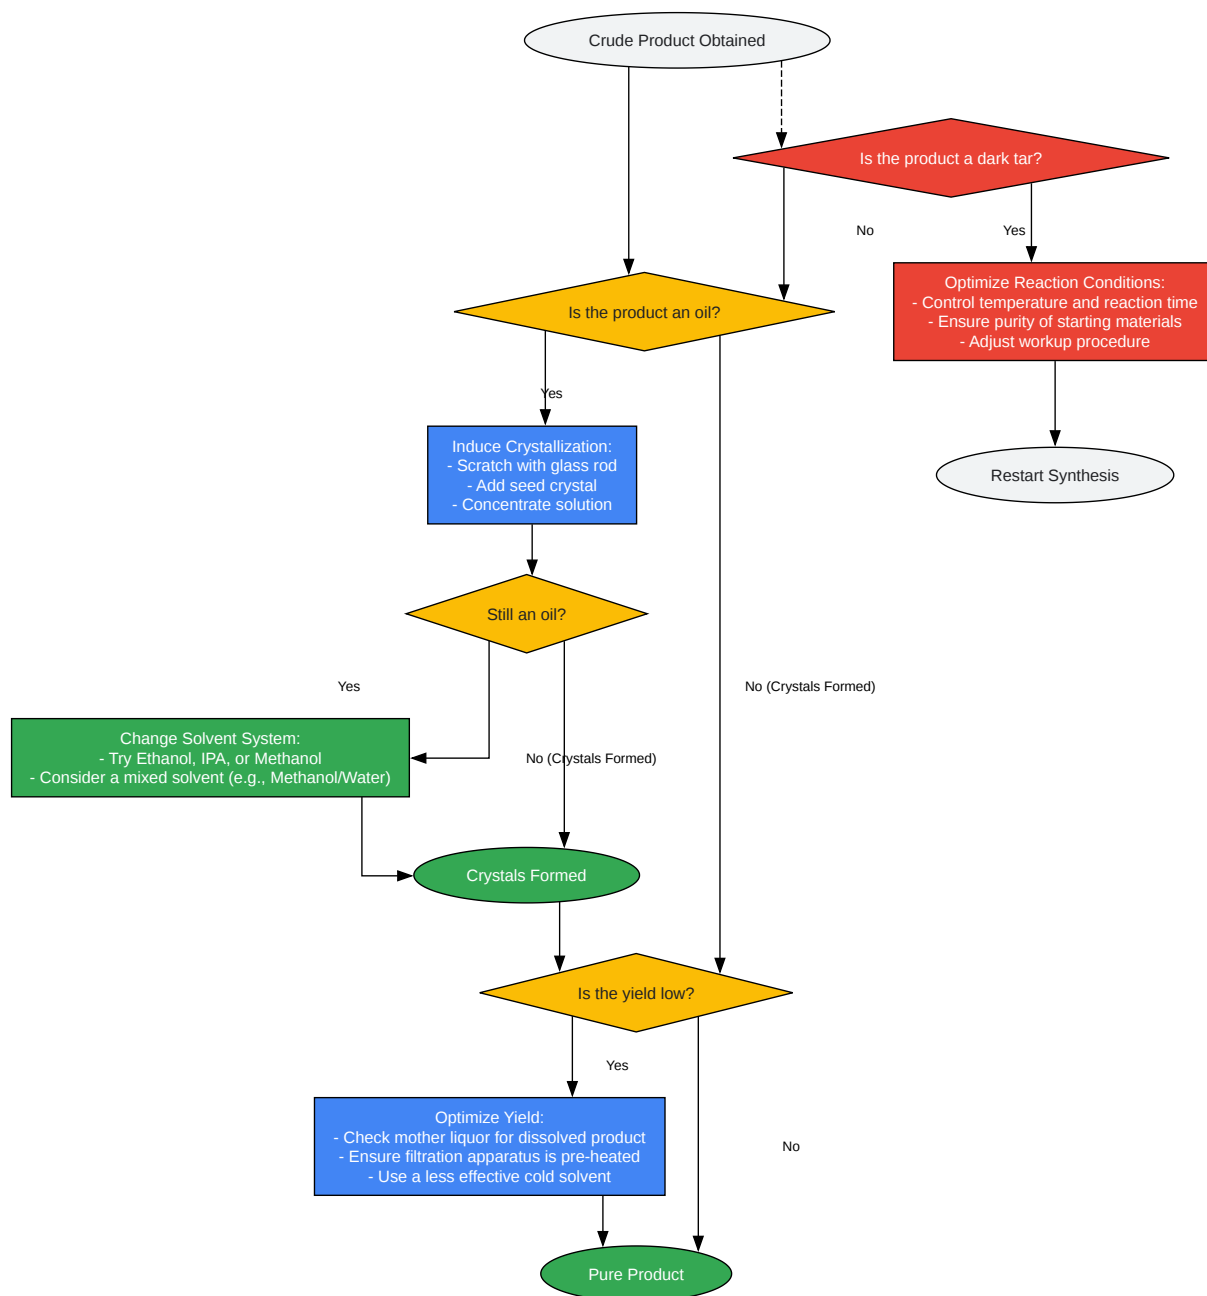 Crude Product Obtained
Is the product a dark tar?
No
Yes
Optimize Reaction Conditions:
- Control temperature and reaction time
- Ensure purity of starting materials
- Adjust workup procedure
Is the product an oil?
Yes
Induce Crystallization:
- Scratch with glass rod
- Add seed crystal
- Concentrate solution
Restart Synthesis
Still an oil?
Yes
No (Crystals Formed)
Change Solvent System:
- Try Ethanol, IPA, or Methanol
- Consider a mixed solvent (e.g., Methanol/Water)
No (Crystals Formed)
Crystals Formed
Is the yield low?
Yes
Optimize Yield:
- Check mother liquor for dissolved product
- Ensure filtration apparatus is pre-heated
- Use a less effective cold solvent
No
Pure Product